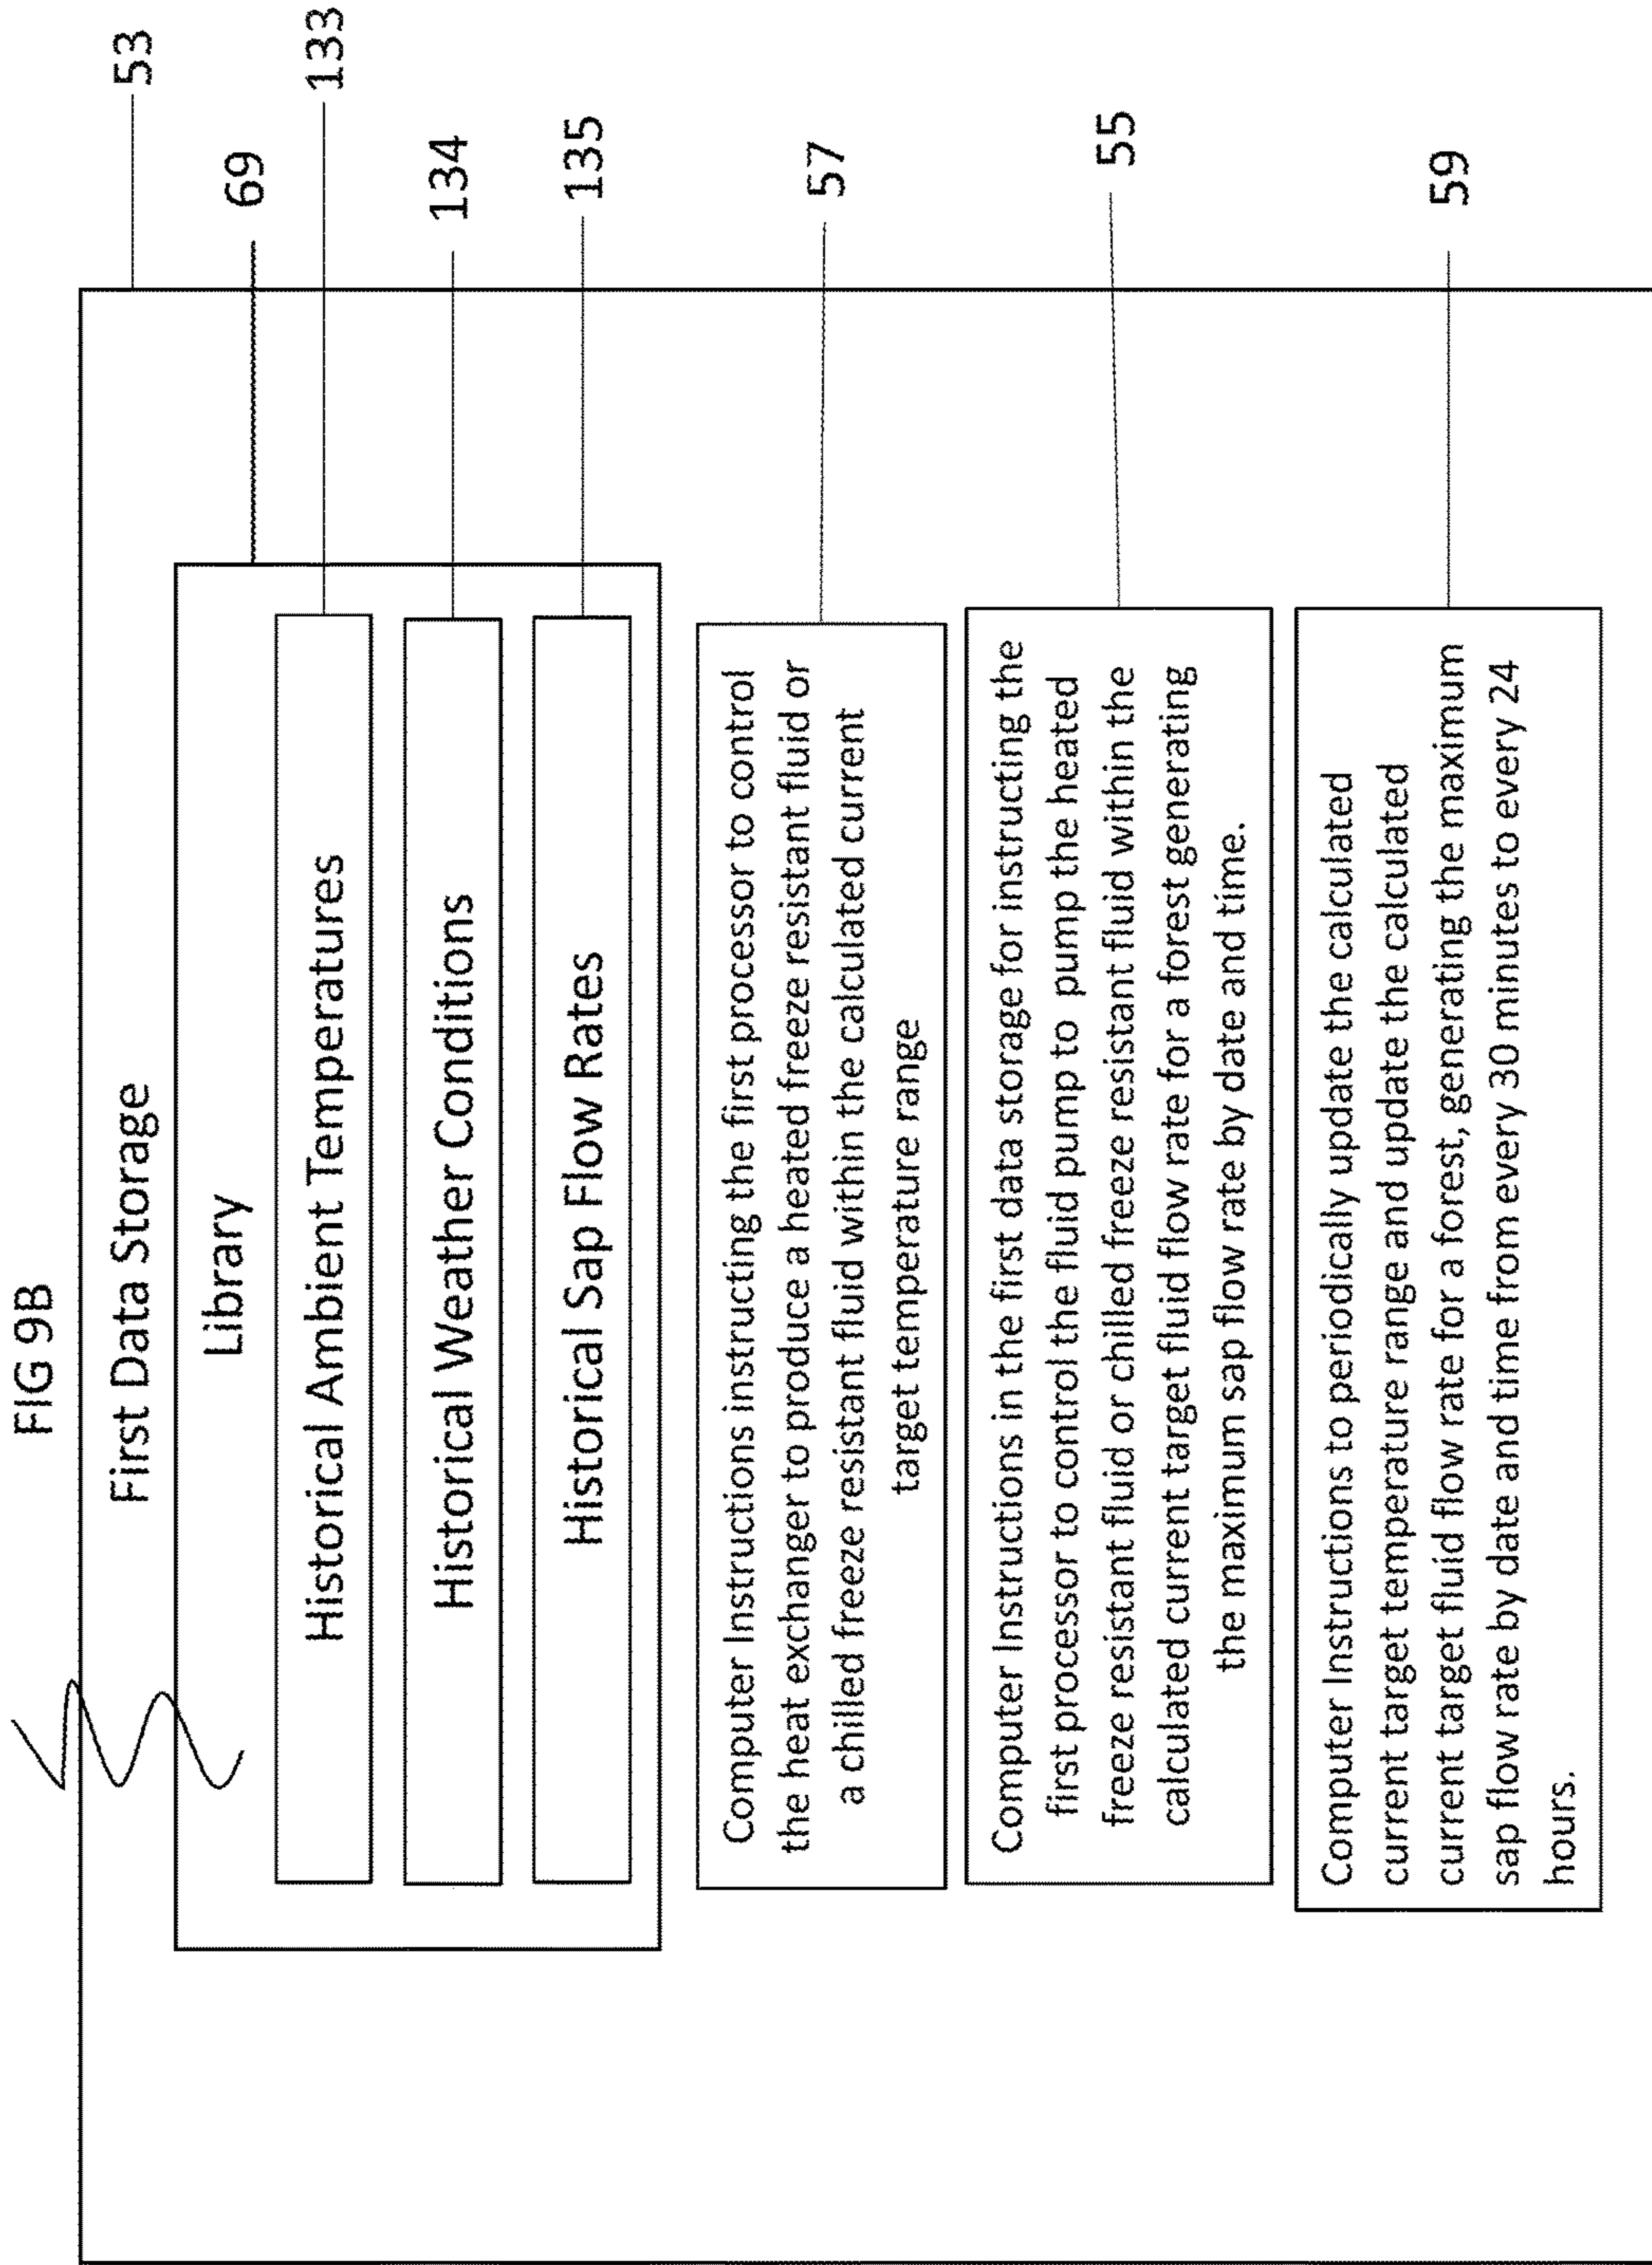 FIG 9B
First Data Storage
53
Library
69
Historical Ambient Temperatures
133
Historical Weather Conditions
134
Historical Sap Flow Rates
135
Computer Instructions instructing the first processor to control
the heat exchanger to produce a heated freeze resistant fluid or
a chilled freeze resistant fluid within the calculated current
target temperature range
57
Computer Instructions in the first data storage for instructing the
first processor to control the fluid pump to pump the heated
freeze resistant fluid or chilled freeze resistant fluid within the
calculated current target fluid flow rate for a forest generating
the maximum sap flow rate by date and time.
55
Computer Instructions to periodically update the calculated
current target temperature range and update the calculated
current target fluid flow rate for a forest, generating the maximum
sap flow rate by date and time from every 30 minutes to every 24
hours.
59